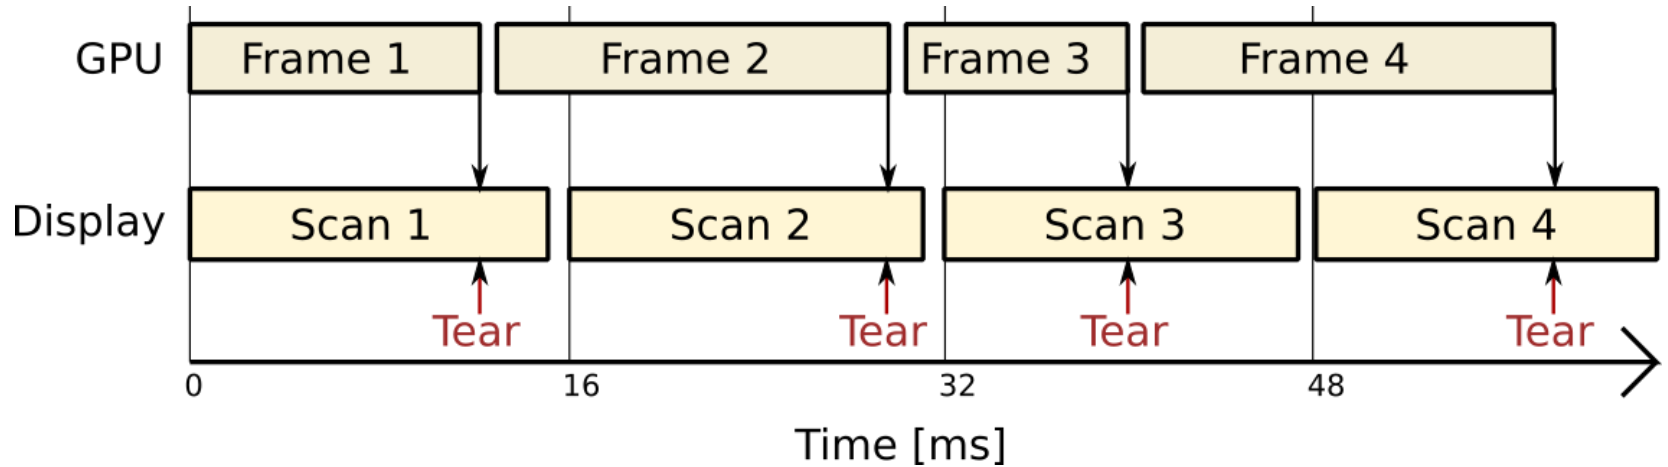 GPU Frame 1 Frame 2 Frame 3 Frame 4
Display Scan 1 Scan 2 Scan 3 Scan 4
Tear Tear Tear Tear
0 16 32 48
Time [ms]